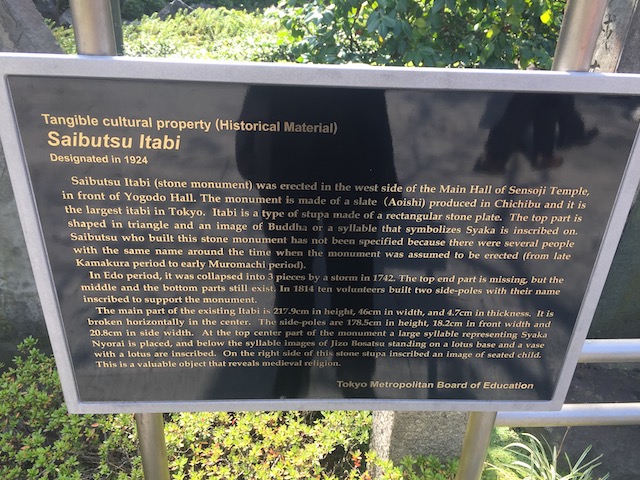 Tangible cultural property (Historical Material)
Saibutsu Itabi
Designated in 1924
Saibutsu Itabi (stone monument) was erected in the west side of the Main Hall of Sensoji Temple,
in front of Yogodo Hall. The monument is made of a slate (Aoishi) produced in Chichibu and it is
the largest itabi in Tokyo. Itabi is a type of stupa made of a rectangular stone plate. The top part is
shaped in triangle and an image of Buddha or a syllable that symbolizes Syaka is inscribed on.
Saibutsu who built this stone monument has not been specified because there were several people
with the same name around the time when the monument was assumed to be erected (from late
Kamakura period to early Muromachi period).
In Edo period, it was collapsed into 3 pieces by a storm in 1742. The top end part is missing, but the
middle and the bottom parts still exist. In 1814 ten volunteers built two side-poles with their name
inscribed to support the monument.
The main part of the existing Itabi is 217.9cm in height, 46cm in width, and 4.7cm in thickness. It is
broken horizontally in the center. The side-poles are 178.5cm in height, 18.2cm in front width and
20.8cm in side width. At the top center part of the monument a large syllable representing Syaka
Nyorai is placed, and below the syllable images of Jizo Bosatsu standing on a lotus base and a vase
with a lotus are inscribed. On the right side of this stone stupa inscribed an image of seated child.
This is a valuable object that reveals medieval religion.
Tokyo Metropolitan Board of Education